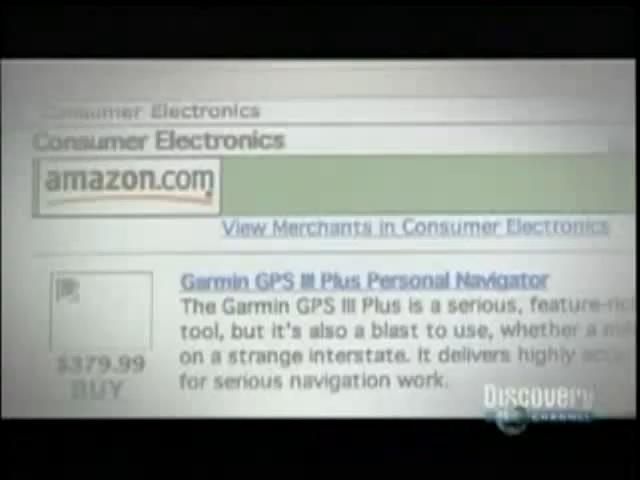 Consumer Electronics
Consumer Electronics
amazon.com
View Merchants in Consumer Electronics
Garmin GPS III Plus Personal Navigator
The Garmin GPS III Plus is a serious,
tool, but it's also a blast to use, whether a
on a strange interstate. It delivers highly
for serious navigation work.
$379.99
BUY
Discovery
CHANNEL